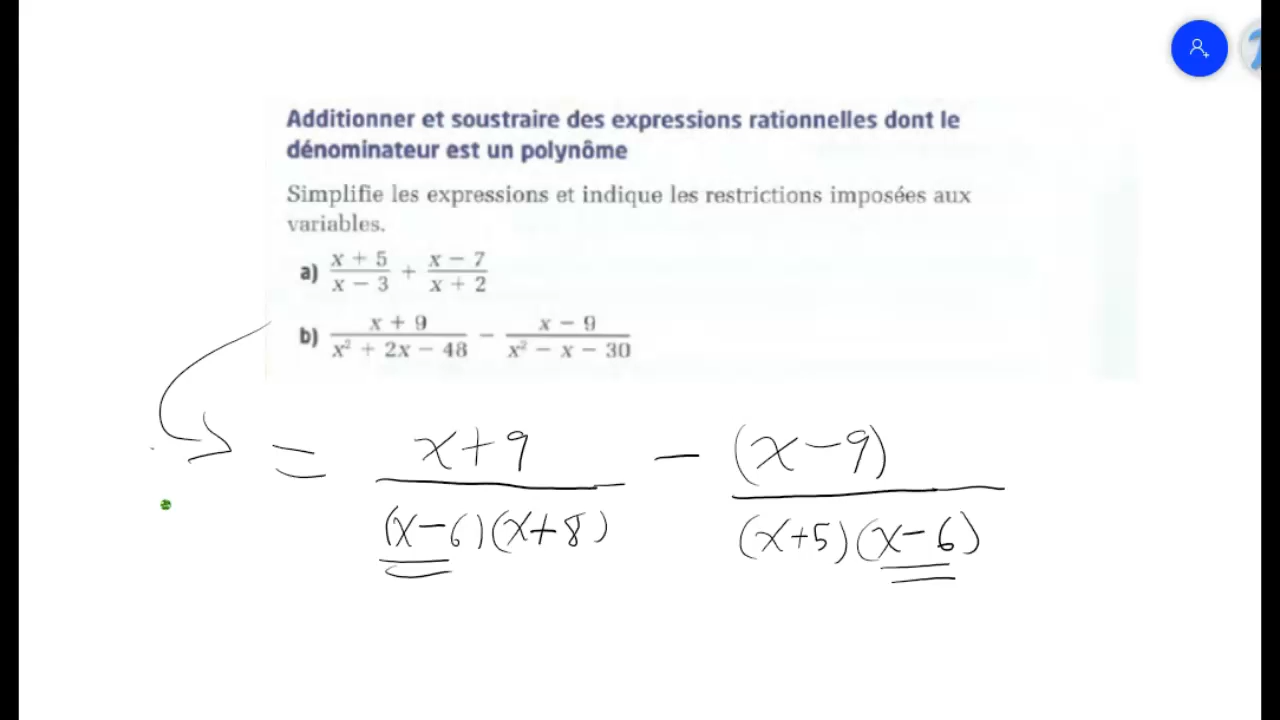 Additionner et soustraire des expressions rationnelles dont le
dénominateur est un polynôme
Simplifie les expressions et indique les restrictions imposées aux
variables.
a) (x + 5)/(x − 3) + (x − 7)/(x + 2)
b) (x + 9)/(x² + 2x − 48) − (x − 9)/(x² − x − 30)
= x+9 − (x−9)
(x−6)(x+8) (x+5)(x−6)